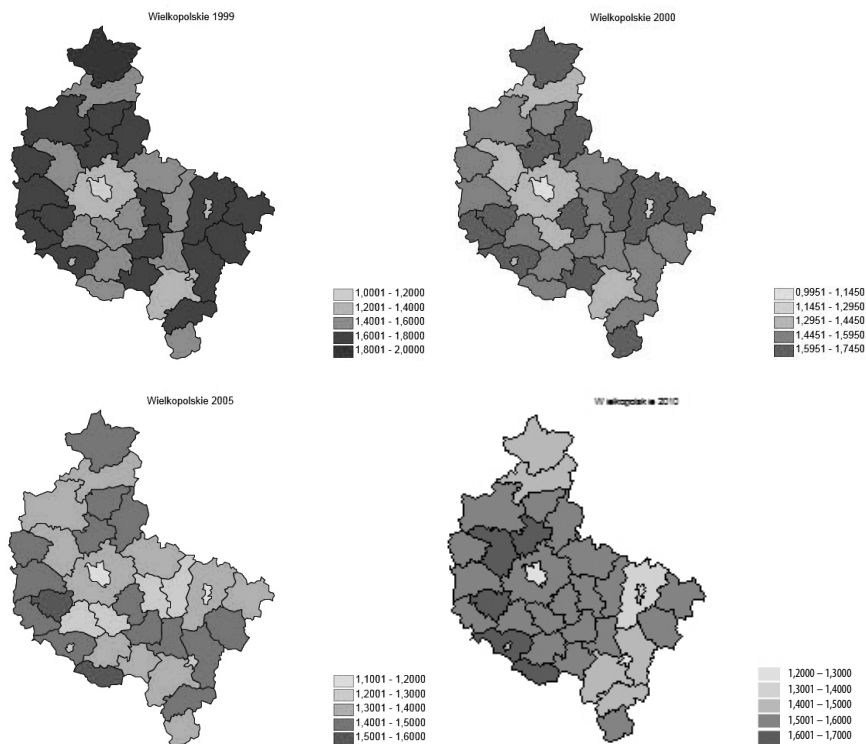 Wielkopolskie 1999
1,0001 - 1,2000
1,2001 - 1,4000
1,4001 - 1,6000
1,6001 - 1,8000
1,8001 - 2,0000
Wielkopolskie 2000
0,9951 - 1,1450
1,1451 - 1,2950
1,2951 - 1,4450
1,4451 - 1,5950
1,5951 - 1,7450
Wielkopolskie 2005
1,1001 - 1,2000
1,2001 - 1,3000
1,3001 - 1,4000
1,4001 - 1,5000
1,5001 - 1,6000
Wielkopolskie 2010
1,2000 – 1,3000
1,3001 – 1,4000
1,4001 – 1,5000
1,5001 – 1,6000
1,6001 – 1,7000